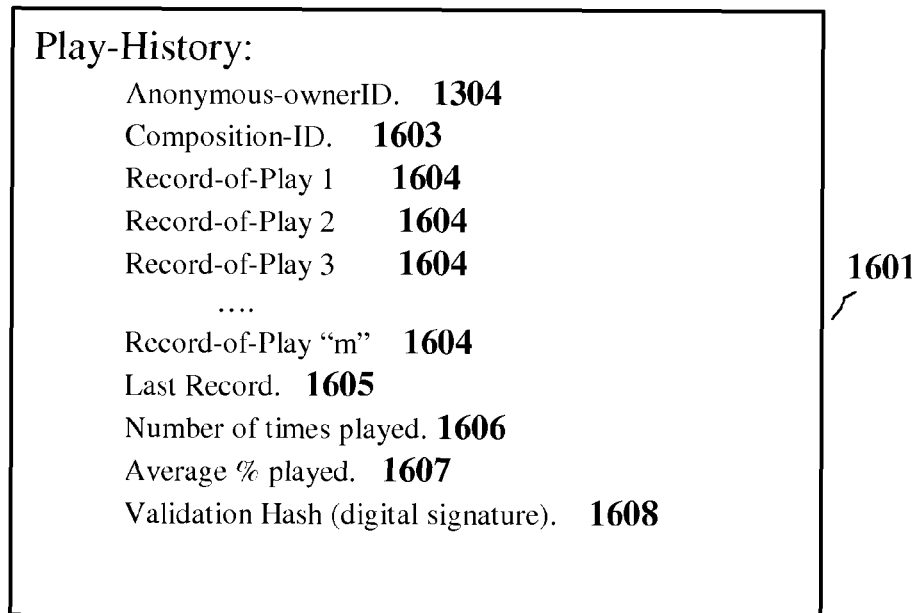 Play-History:
Anonymous-ownerID. 1304
Composition-ID. 1603
Record-of-Play 1 1604
Record-of-Play 2 1604
Record-of-Play 3 1604
....
Record-of-Play “m” 1604
Last Record. 1605
Number of times played. 1606
Average % played. 1607
Validation Hash (digital signature). 1608
1601